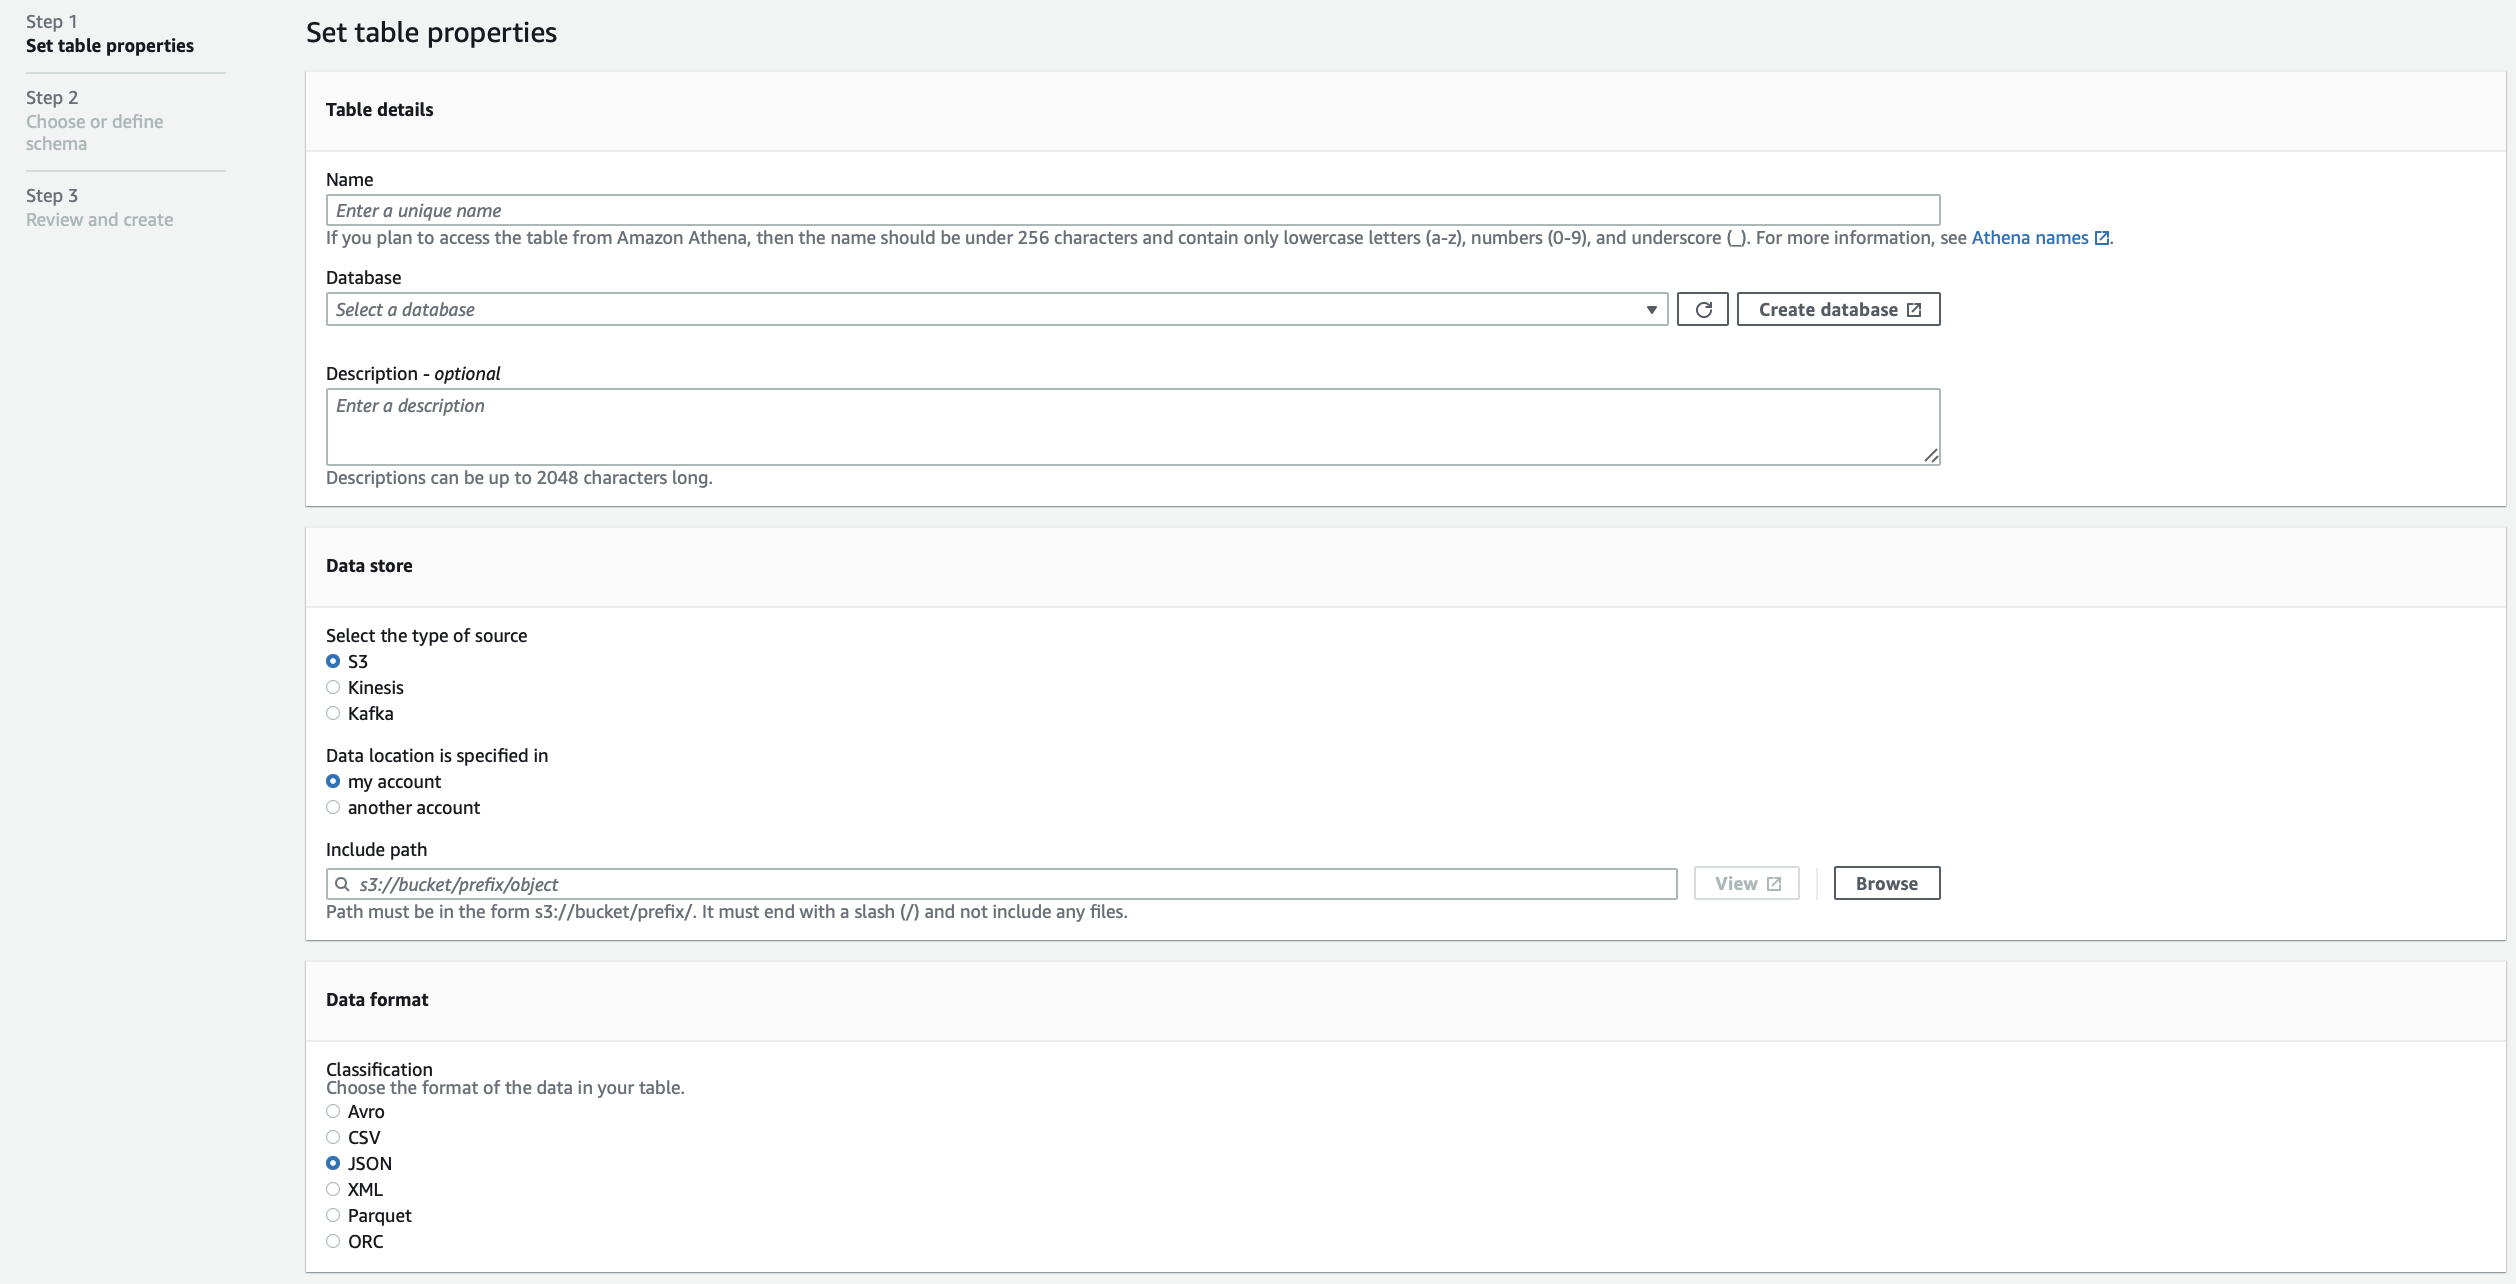 Step 1
Set table properties
Step 2
Choose or define
schema
Step 3
Review and create
Set table properties
Table details
Name
Enter a unique name
If you plan to access the table from Amazon Athena, then the name should be under 256 characters and contain only lowercase letters (a-z), numbers (0-9), and underscore (_). For more information, see Athena names.
Database
Select a database
Create database
Description - optional
Enter a description
Descriptions can be up to 2048 characters long.
Data store
Select the type of source
S3
Kinesis
Kafka
Data location is specified in
my account
another account
Include path
s3://bucket/prefix/object
View
Browse
Path must be in the form s3://bucket/prefix/. It must end with a slash (/) and not include any files.
Data format
Classification
Choose the format of the data in your table.
Avro
CSV
JSON
XML
Parquet
ORC